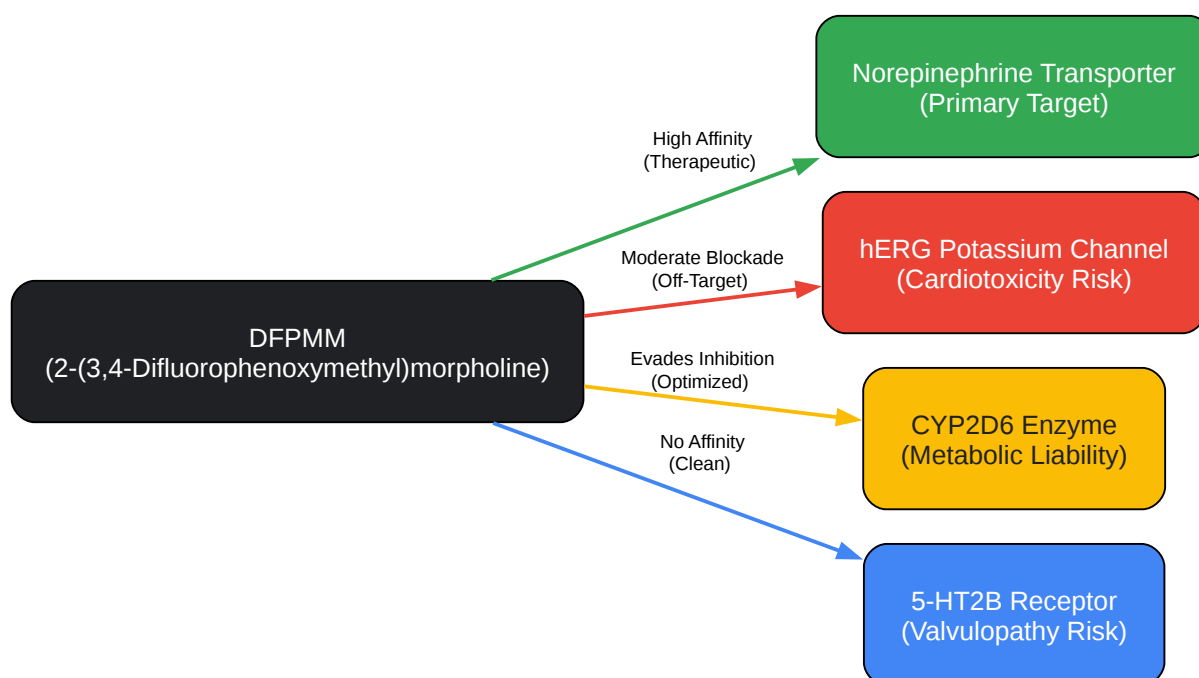 Norepinephrine Transporter
(Primary Target)
High Affinity
(Therapeutic)
hERG Potassium Channel
(Cardiotoxicity Risk)
Moderate Blockade
(Off-Target)
DFPMM
(2-(3,4-Difluorophenoxymethyl)morpholine)
Evades Inhibition
(Optimized)
CYP2D6 Enzyme
(Metabolic Liability)
No Affinity
(Clean)
5-HT2B Receptor
(Valvulopathy Risk)